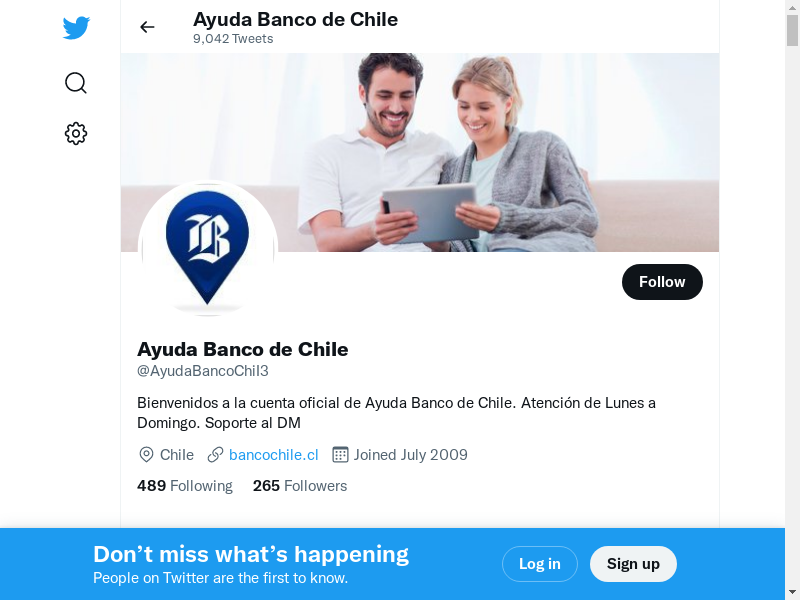 Ayuda Banco de Chile
9,042 Tweets
B
Follow
Ayuda Banco de Chile
@AyudaBancoChil3
Bienvenidos a la cuenta oficial de Ayuda Banco de Chile. Atención de Lunes a
Domingo. Soporte al DM
Chile bancochile.cl Joined July 2009
489 Following 265 Followers
Don’t miss what’s happening
People on Twitter are the first to know.
Log in
Sign up